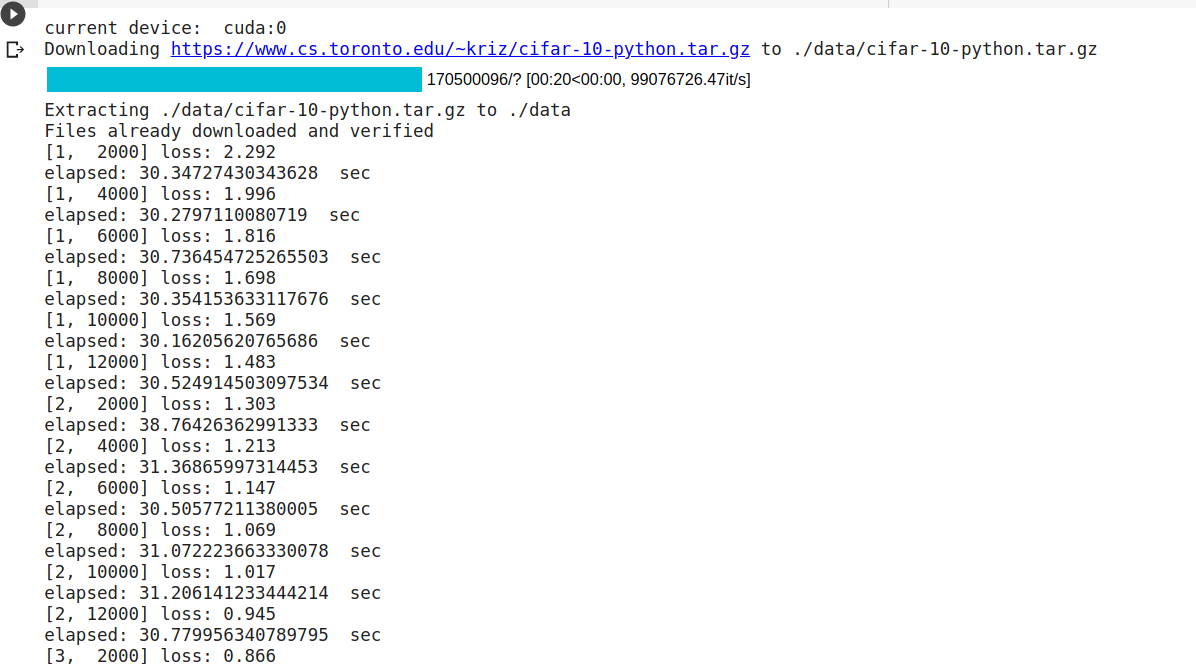 current device:  cuda:0
Downloading https://www.cs.toronto.edu/~kriz/cifar-10-python.tar.gz to ./data/cifar-10-python.tar.gz
170500096/? [00:20<00:00, 99076726.47it/s]
Extracting ./data/cifar-10-python.tar.gz to ./data
Files already downloaded and verified
[1,  2000] loss: 2.292
elapsed: 30.34727430343628  sec
[1,  4000] loss: 1.996
elapsed: 30.2797110080719  sec
[1,  6000] loss: 1.816
elapsed: 30.736454725265503  sec
[1,  8000] loss: 1.698
elapsed: 30.354153633117676  sec
[1, 10000] loss: 1.569
elapsed: 30.16205620765686  sec
[1, 12000] loss: 1.483
elapsed: 30.524914503097534  sec
[2,  2000] loss: 1.303
elapsed: 38.76426362991333  sec
[2,  4000] loss: 1.213
elapsed: 31.36865997314453  sec
[2,  6000] loss: 1.147
elapsed: 30.50577211380005  sec
[2,  8000] loss: 1.069
elapsed: 31.072223663330078  sec
[2, 10000] loss: 1.017
elapsed: 31.206141233444214  sec
[2, 12000] loss: 0.945
elapsed: 30.779956340789795  sec
[3,  2000] loss: 0.866